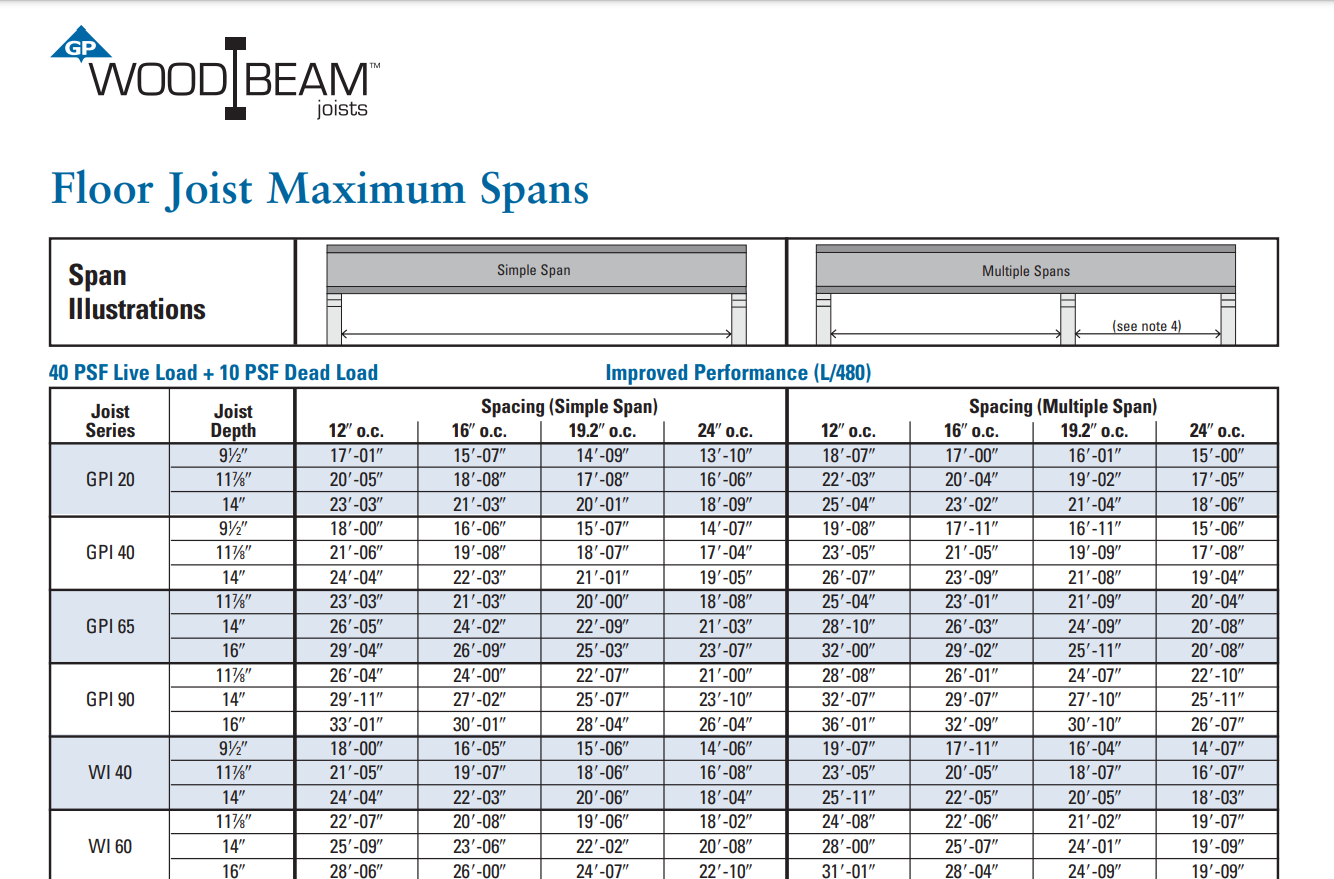 GP
WOOD I BEAM™
joists
Floor Joist Maximum Spans
Span
Illustrations
Simple Span
Multiple Spans
(see note 4)
40 PSF Live Load + 10 PSF Dead Load Improved Performance (L/480)
Joist Series Joist Depth Spacing (Simple Span) Spacing (Multiple Span)
12″ o.c. 16″ o.c. 19.2″ o.c. 24″ o.c. 12″ o.c. 16″ o.c. 19.2″ o.c. 24″ o.c.
GPI 20
9½″ 17′-01″ 15′-07″ 14′-09″ 13′-10″ 18′-07″ 17′-00″ 16′-01″ 15′-00″
11⅞″ 20′-05″ 18′-08″ 17′-08″ 16′-06″ 22′-03″ 20′-04″ 19′-02″ 17′-05″
14″ 23′-03″ 21′-03″ 20′-01″ 18′-09″ 25′-04″ 23′-02″ 21′-04″ 18′-06″
GPI 40
9½″ 18′-00″ 16′-06″ 15′-07″ 14′-07″ 19′-08″ 17′-11″ 16′-11″ 15′-06″
11⅞″ 21′-06″ 19′-08″ 18′-07″ 17′-04″ 23′-05″ 21′-05″ 19′-09″ 17′-08″
14″ 24′-04″ 22′-03″ 21′-01″ 19′-05″ 26′-07″ 23′-09″ 21′-08″ 19′-04″
GPI 65
11⅞″ 23′-03″ 21′-03″ 20′-00″ 18′-08″ 25′-04″ 23′-01″ 21′-09″ 20′-04″
14″ 26′-05″ 24′-02″ 22′-09″ 21′-03″ 28′-10″ 26′-03″ 24′-09″ 20′-08″
16″ 29′-04″ 26′-09″ 25′-03″ 23′-07″ 32′-00″ 29′-02″ 25′-11″ 20′-08″
GPI 90
11⅞″ 26′-04″ 24′-00″ 22′-07″ 21′-00″ 28′-08″ 26′-01″ 24′-07″ 22′-10″
14″ 29′-11″ 27′-02″ 25′-07″ 23′-10″ 32′-07″ 29′-07″ 27′-10″ 25′-11″
16″ 33′-01″ 30′-01″ 28′-04″ 26′-04″ 36′-01″ 32′-09″ 30′-10″ 26′-07″
WI 40
9½″ 18′-00″ 16′-05″ 15′-06″ 14′-06″ 19′-07″ 17′-11″ 16′-04″ 14′-07″
11⅞″ 21′-05″ 19′-07″ 18′-06″ 16′-08″ 23′-05″ 20′-05″ 18′-07″ 16′-07″
14″ 24′-04″ 22′-03″ 20′-06″ 18′-04″ 25′-11″ 22′-05″ 20′-05″ 18′-03″
WI 60
11⅞″ 22′-07″ 20′-08″ 19′-06″ 18′-02″ 24′-08″ 22′-06″ 21′-02″ 19′-07″
14″ 25′-09″ 23′-06″ 22′-02″ 20′-08″ 28′-00″ 25′-07″ 24′-01″ 19′-09″
16″ 28′-06″ 26′-00″ 24′-07″ 22′-10″ 31′-01″ 28′-04″ 24′-09″ 19′-09″